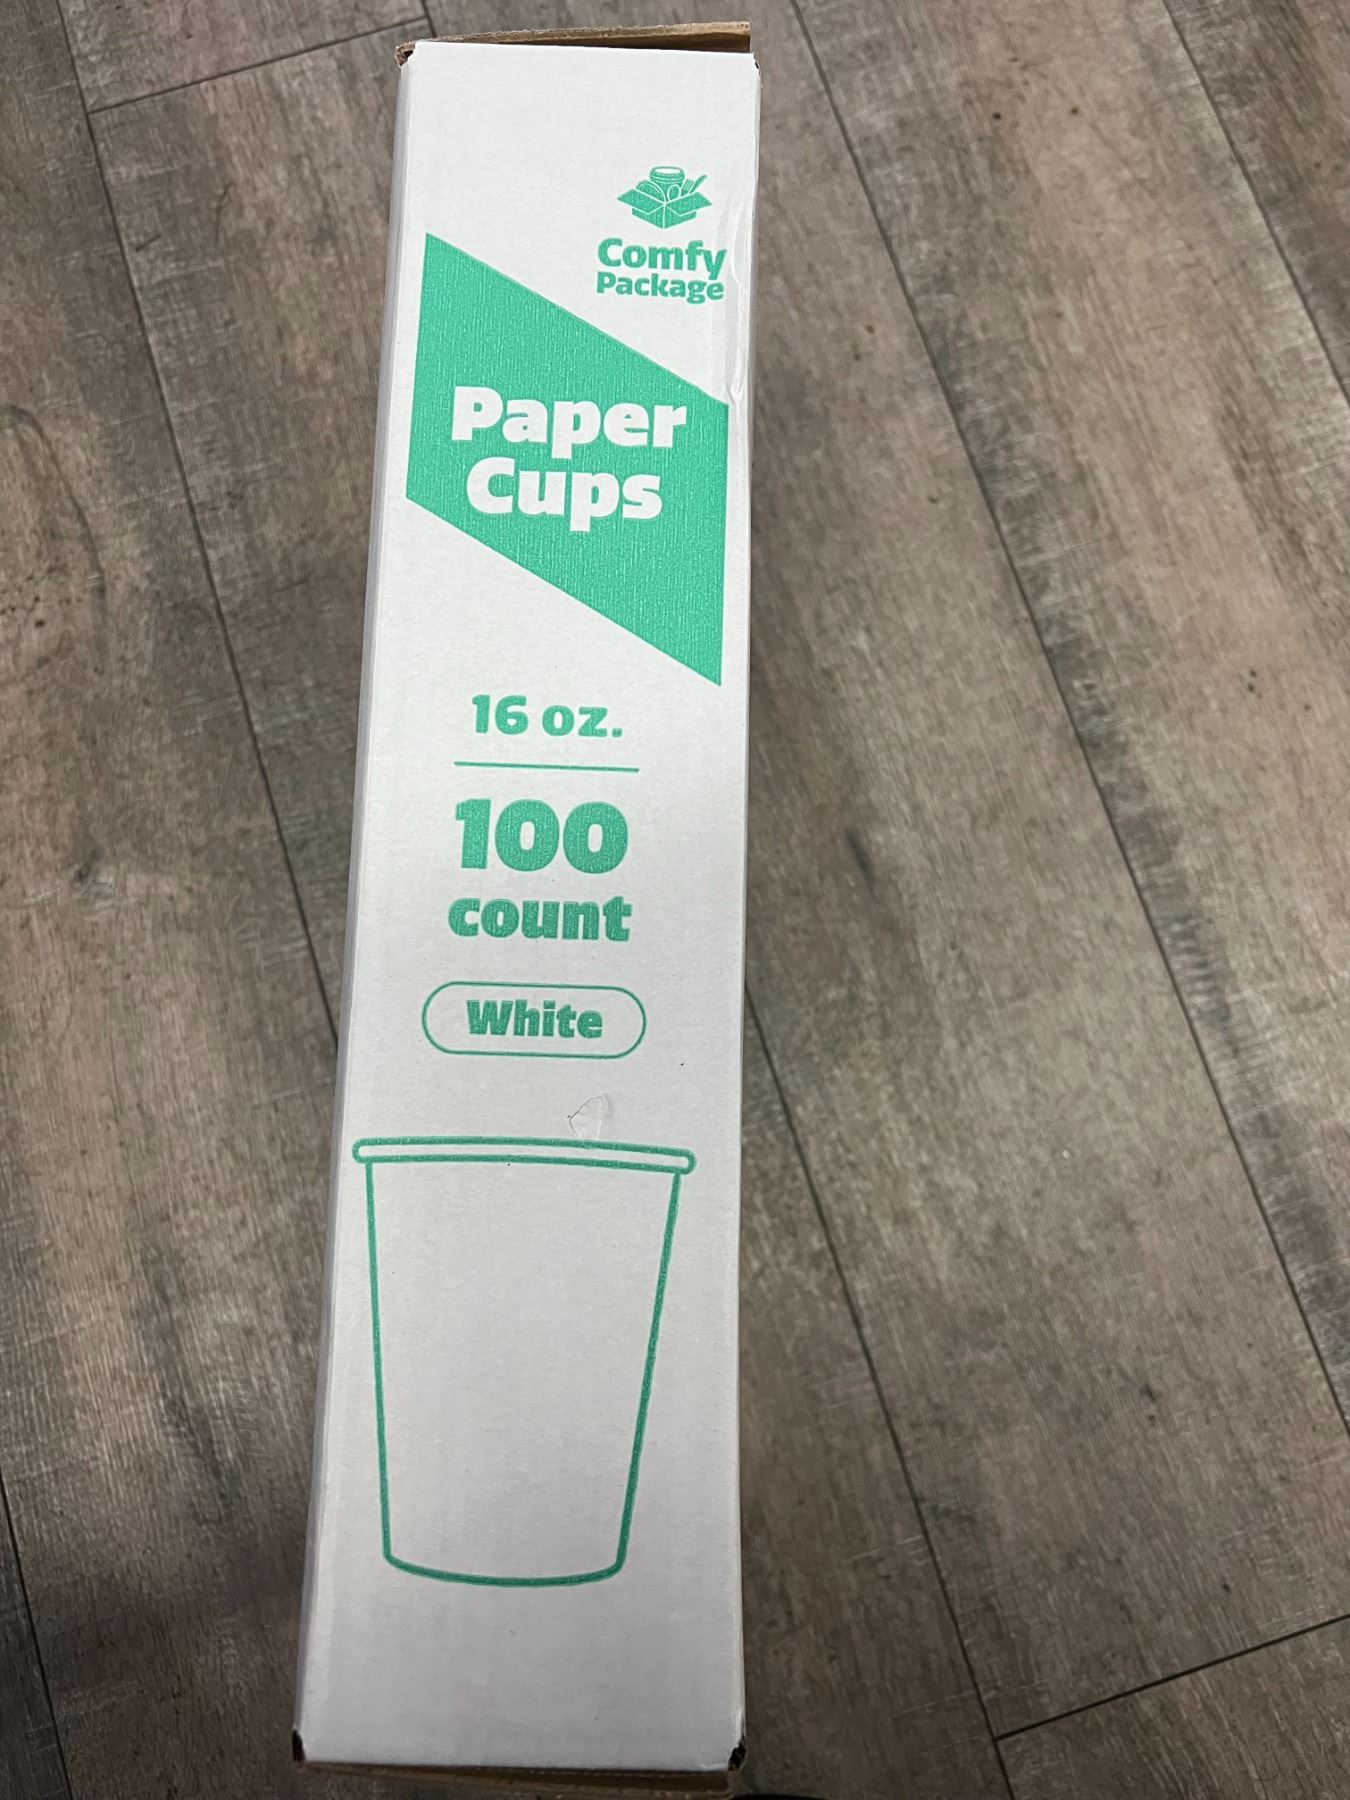 Comfy
Package
Paper
Cups
16 oz.
100
count
White